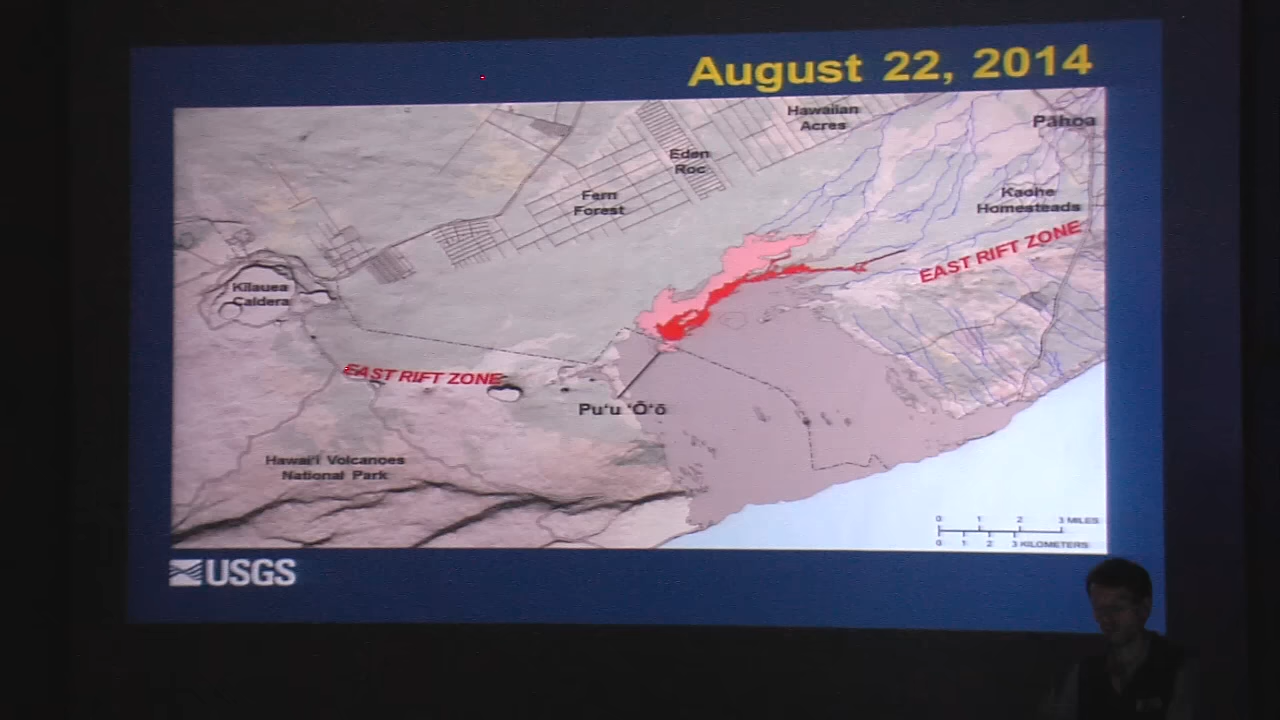 August 22, 2014
Hawaiian
Acres
Pāhoa
Eden
Roc
Fern
Forest
Kaohe
Homesteads
EAST RIFT ZONE
Kīlauea
Caldera
EAST RIFT ZONE
Pu‘u ‘Ō‘ō
Hawai‘i Volcanoes
National Park
0 1 2 3 MILES
0 1 2 3 KILOMETERS
USGS